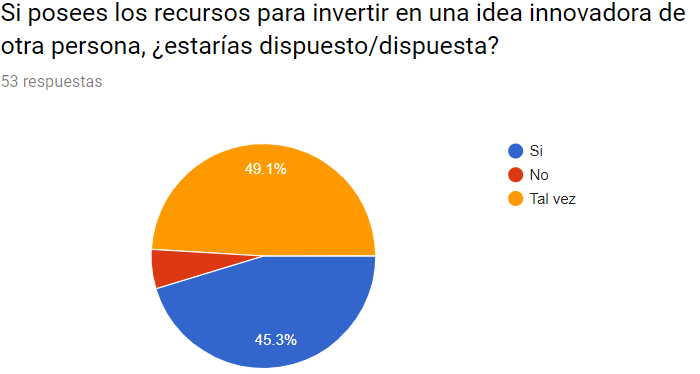 Si posees los recursos para invertir en una idea innovadora de
otra persona, ¿estarías dispuesto/dispuesta?
53 respuestas
49.1%
45.3%
Si
No
Tal vez